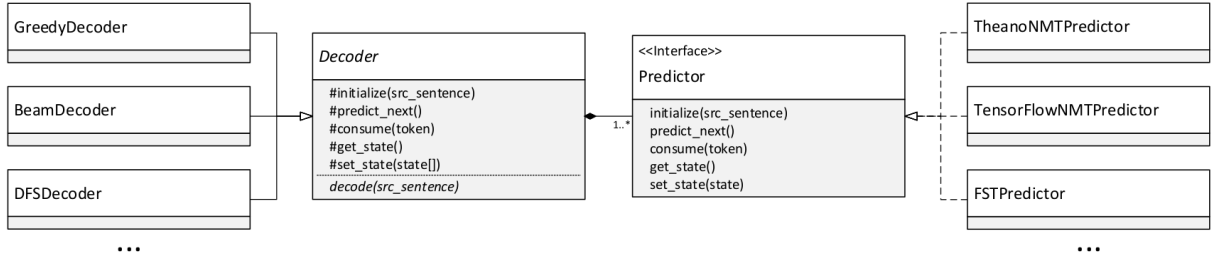 GreedyDecoder
BeamDecoder
DFSDecoder
...
Decoder
#initialize(src_sentence)
#predict_next()
#consume(token)
#get_state()
#set_state(state[])
decode(src_sentence)
1..*
<<Interface>>
Predictor
initialize(src_sentence)
predict_next()
consume(token)
get_state()
set_state(state)
TheanoNMTPredictor
TensorFlowNMTPredictor
FSTPredictor
...